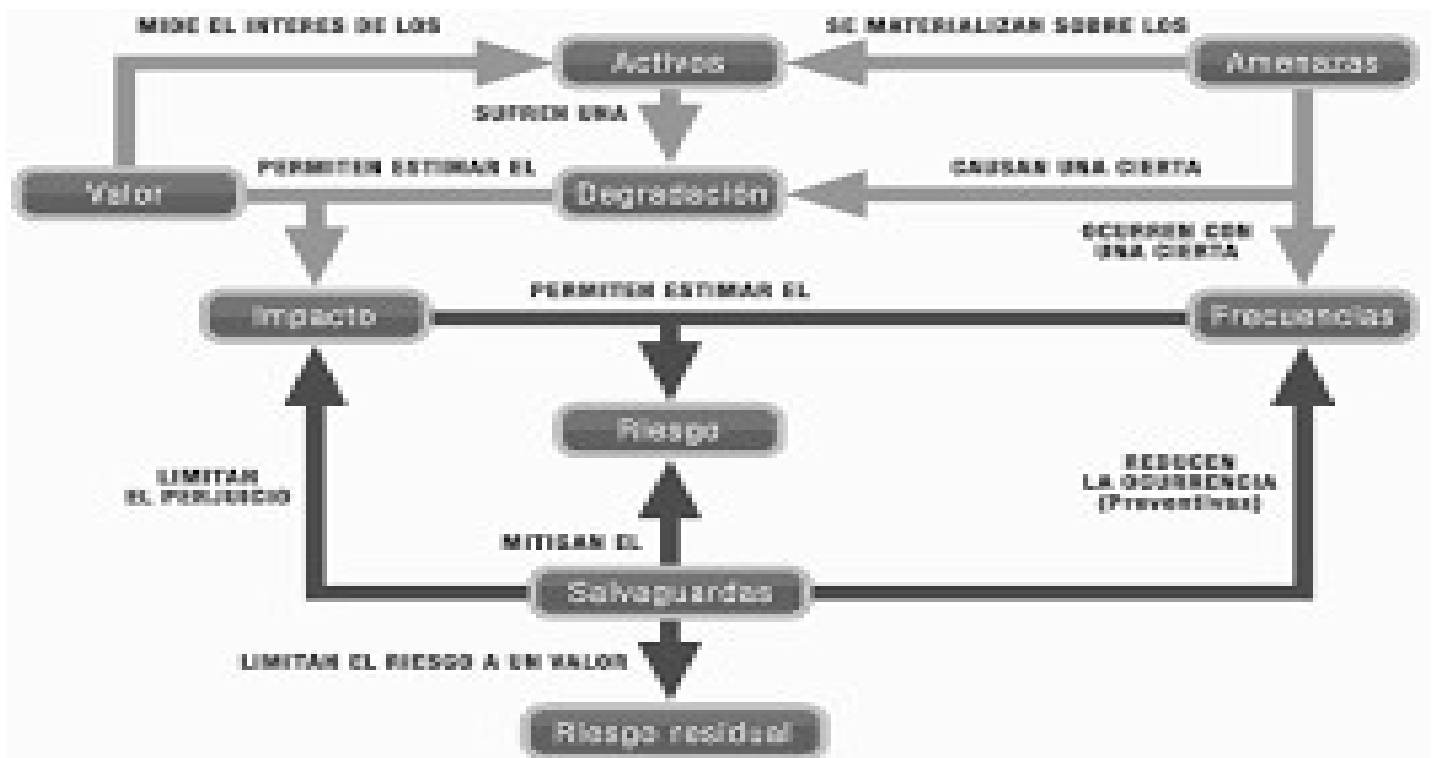 MIDE EL INTERES DE LOS
SE MATERIALIZAN SOBRE LOS
Activos
Amenazas
SUFREN UNA
PERMITEN ESTIMAR EL
CAUSAN UNA CIERTA
Valor
Degradación
OCURREN CON
UNA CIERTA
PERMITEN ESTIMAR EL
Impacto
Frecuencias
Riesgo
LIMITAN
EL PERJUICIO
REDUCEN
LA OCURRENCIA
(Preventivas)
MITIGAN EL
Salvaguardas
LIMITAN EL RIESGO A UN VALOR
Riesgo residual